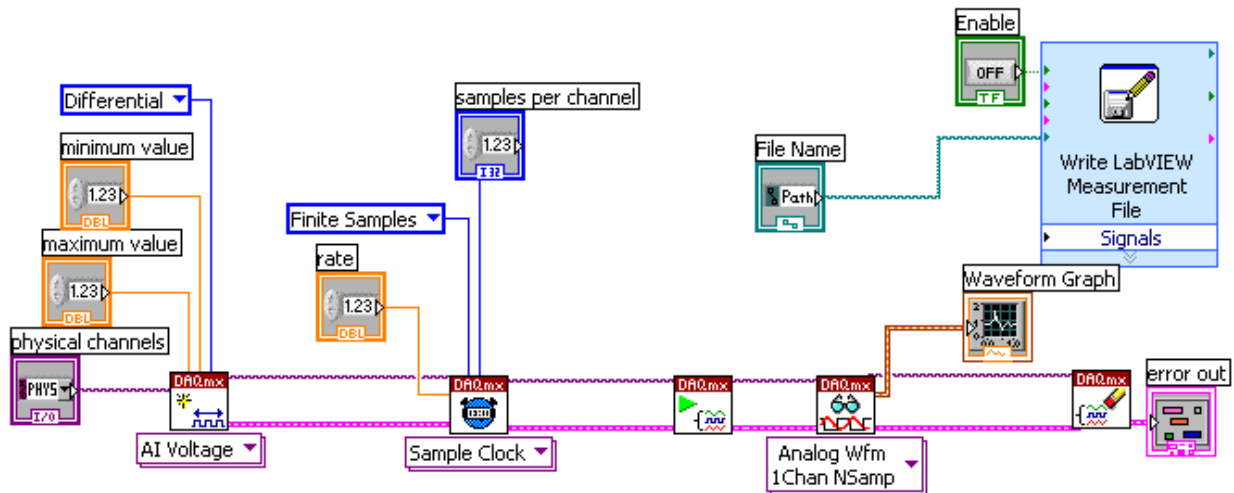 Enable
OFF
TF
Differential
samples per channel
1.23
I32
minimum value
1.23
DBL
File Name
Path
Write LabVIEW
Measurement
File
Signals
Finite Samples
maximum value
1.23
DBL
rate
1.23
DBL
Waveform Graph
physical channels
PHYS
I/O
DAQmx
DAQmx
DAQmx
DAQmx
DAQmx
error out
AI Voltage
Sample Clock
Analog Wfm
1Chan NSamp